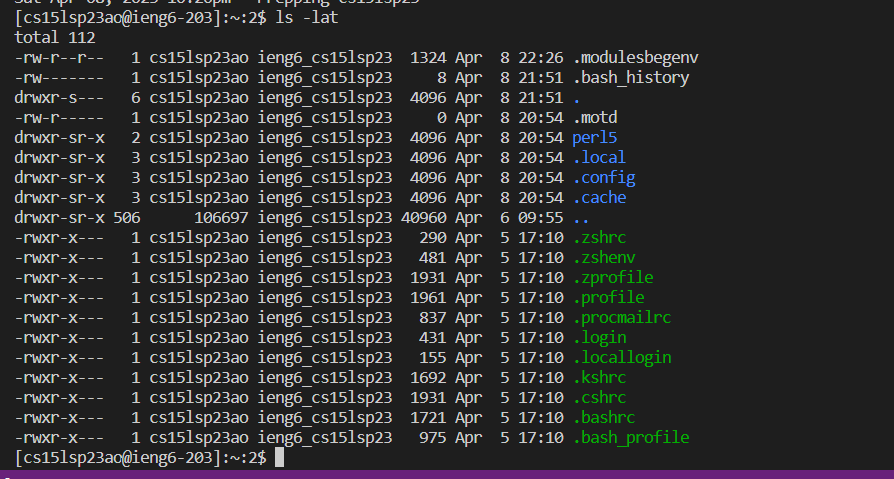 [cs15lsp23ao@ieng6-203]:~:2$ ls -lat
total 112
-rw-r--r--   1 cs15lsp23ao ieng6_cs15lsp23  1324 Apr  8 22:26 .modulesbegenv
-rw-------   1 cs15lsp23ao ieng6_cs15lsp23     8 Apr  8 21:51 .bash_history
drwxr-s---   6 cs15lsp23ao ieng6_cs15lsp23  4096 Apr  8 21:51 .
-rw-r-----   1 cs15lsp23ao ieng6_cs15lsp23     0 Apr  8 20:54 .motd
drwxr-sr-x   2 cs15lsp23ao ieng6_cs15lsp23  4096 Apr  8 20:54 perl5
drwxr-sr-x   3 cs15lsp23ao ieng6_cs15lsp23  4096 Apr  8 20:54 .local
drwxr-sr-x   3 cs15lsp23ao ieng6_cs15lsp23  4096 Apr  8 20:54 .config
drwxr-sr-x   3 cs15lsp23ao ieng6_cs15lsp23  4096 Apr  8 20:54 .cache
drwxr-sr-x 506      106697 ieng6_cs15lsp23 40960 Apr  6 09:55 ..
-rwxr-x---   1 cs15lsp23ao ieng6_cs15lsp23   290 Apr  5 17:10 .zshrc
-rwxr-x---   1 cs15lsp23ao ieng6_cs15lsp23   481 Apr  5 17:10 .zshenv
-rwxr-x---   1 cs15lsp23ao ieng6_cs15lsp23  1931 Apr  5 17:10 .zprofile
-rwxr-x---   1 cs15lsp23ao ieng6_cs15lsp23  1961 Apr  5 17:10 .profile
-rwxr-x---   1 cs15lsp23ao ieng6_cs15lsp23   837 Apr  5 17:10 .procmailrc
-rwxr-x---   1 cs15lsp23ao ieng6_cs15lsp23   431 Apr  5 17:10 .login
-rwxr-x---   1 cs15lsp23ao ieng6_cs15lsp23   155 Apr  5 17:10 .locallogin
-rwxr-x---   1 cs15lsp23ao ieng6_cs15lsp23  1692 Apr  5 17:10 .kshrc
-rwxr-x---   1 cs15lsp23ao ieng6_cs15lsp23  1931 Apr  5 17:10 .cshrc
-rwxr-x---   1 cs15lsp23ao ieng6_cs15lsp23  1721 Apr  5 17:10 .bashrc
-rwxr-x---   1 cs15lsp23ao ieng6_cs15lsp23   975 Apr  5 17:10 .bash_profile
[cs15lsp23ao@ieng6-203]:~:2$